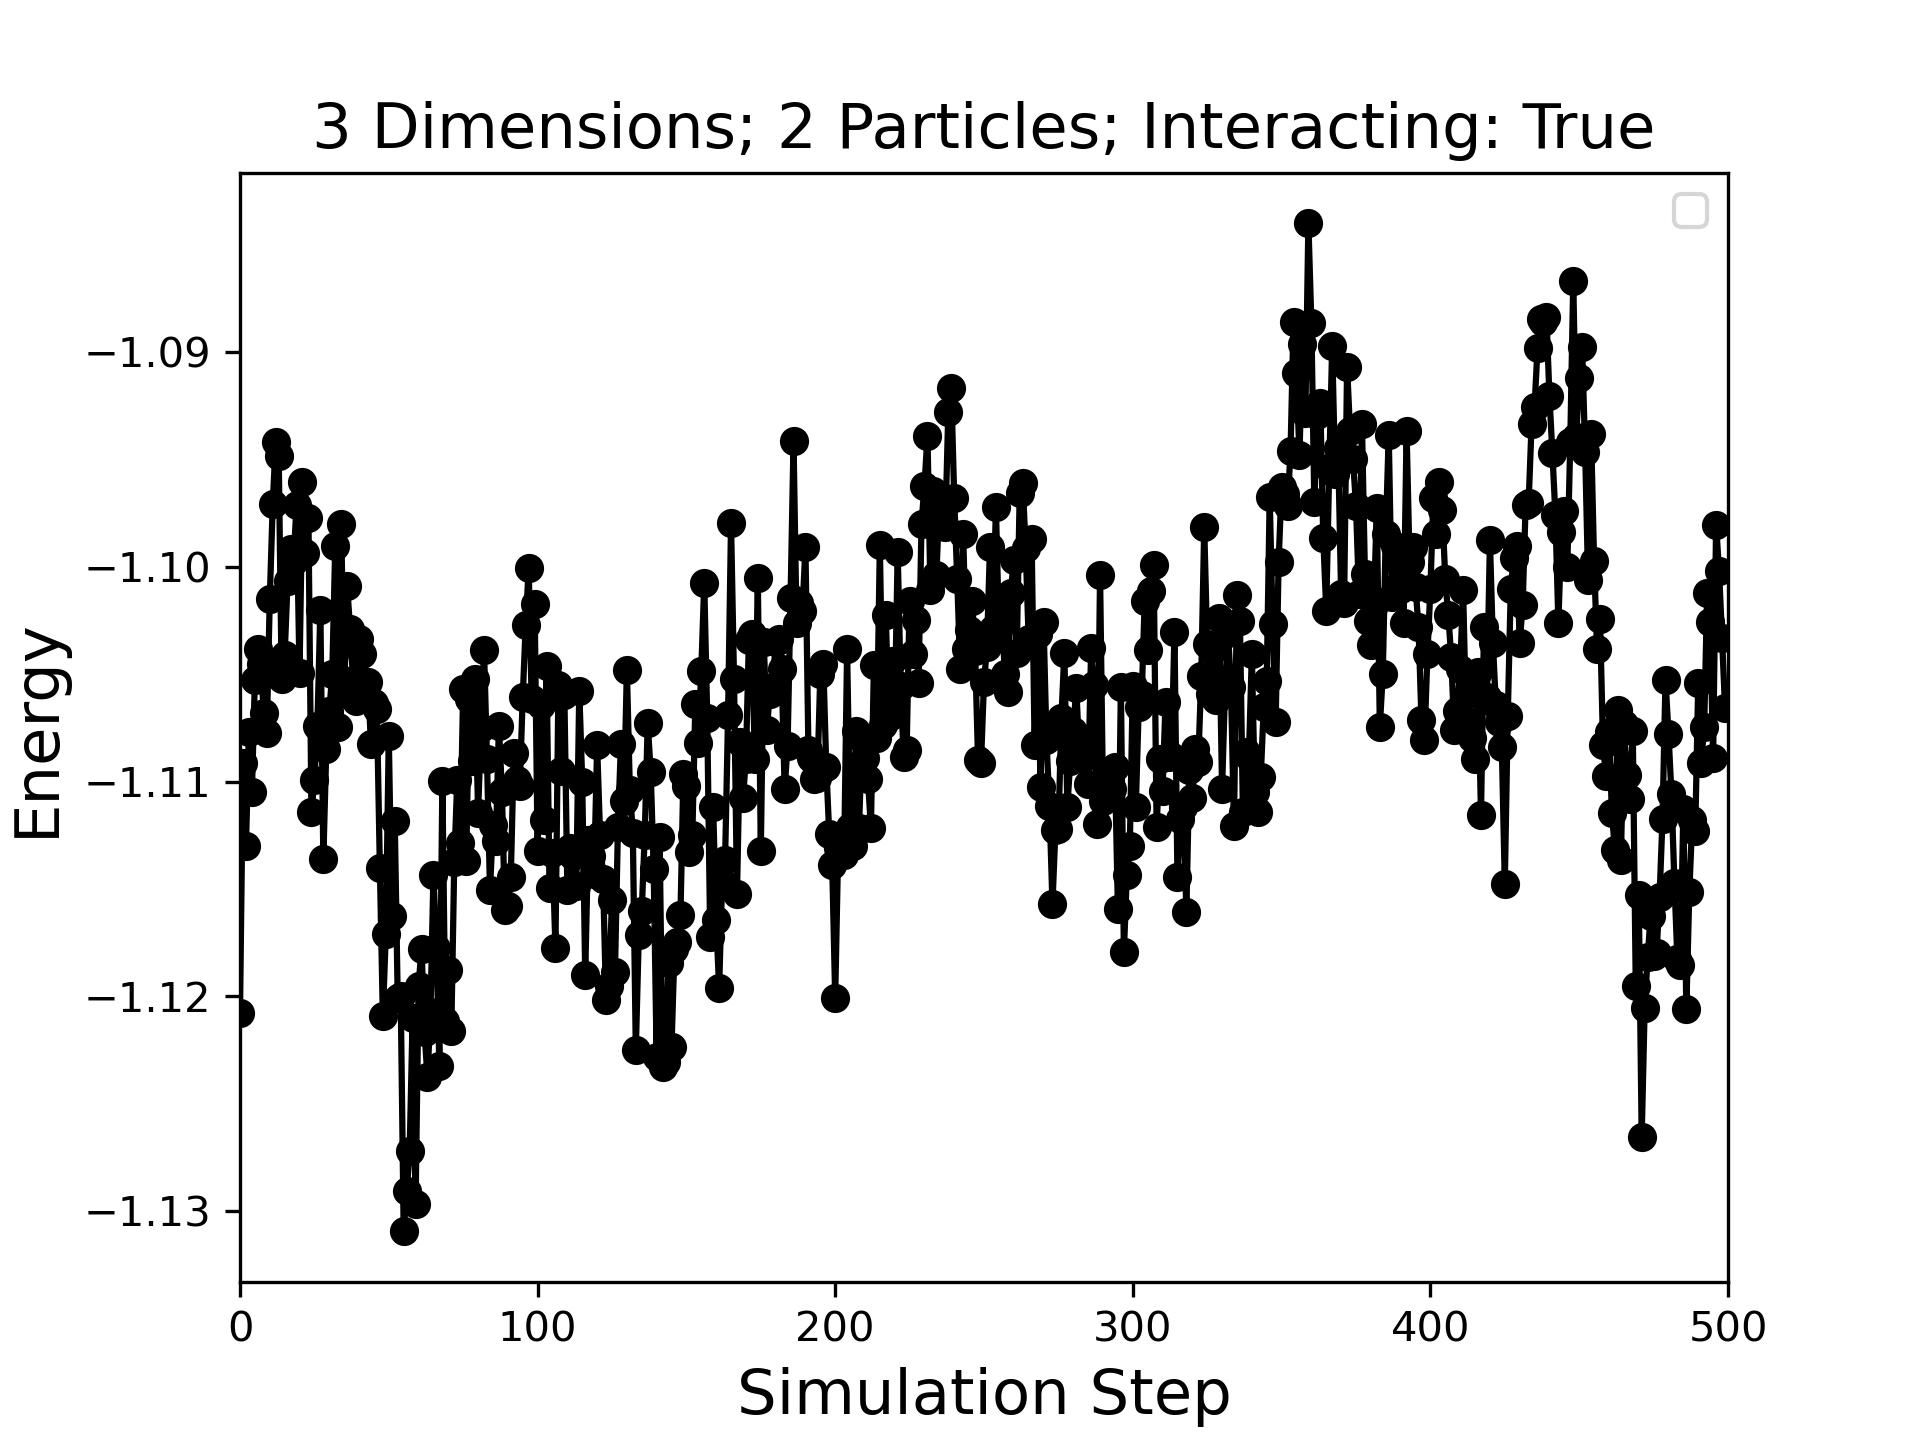 3 Dimensions; 2 Particles; Interacting: True
Energy
−1.09
−1.10
−1.11
−1.12
−1.13
0 100 200 300 400 500
Simulation Step